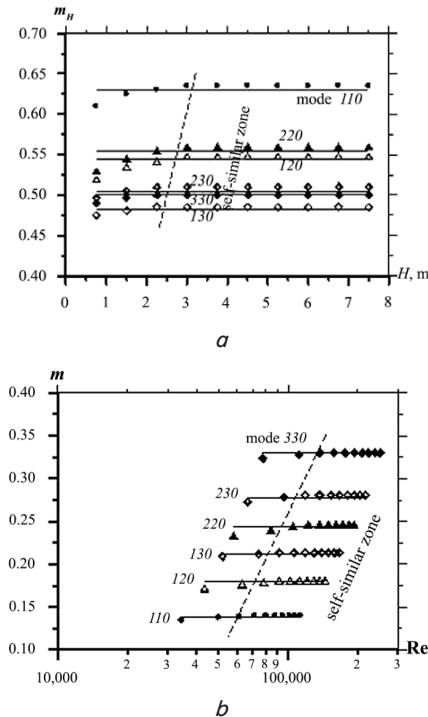 m_H
0.70
0.65
mode 110
0.60
220
0.55
120
230
0.50
330
130
0.45
self-similar zone
0.40
0 1 2 3 4 5 6 7 8
H, m
a
m
0.40
mode 330
0.35
0.30
230
0.25
220
130
0.20
120
0.15
110
self-similar zone
0.10
Re
2 3 4 5 6 7 8 9 2 3
10,000 100,000
b